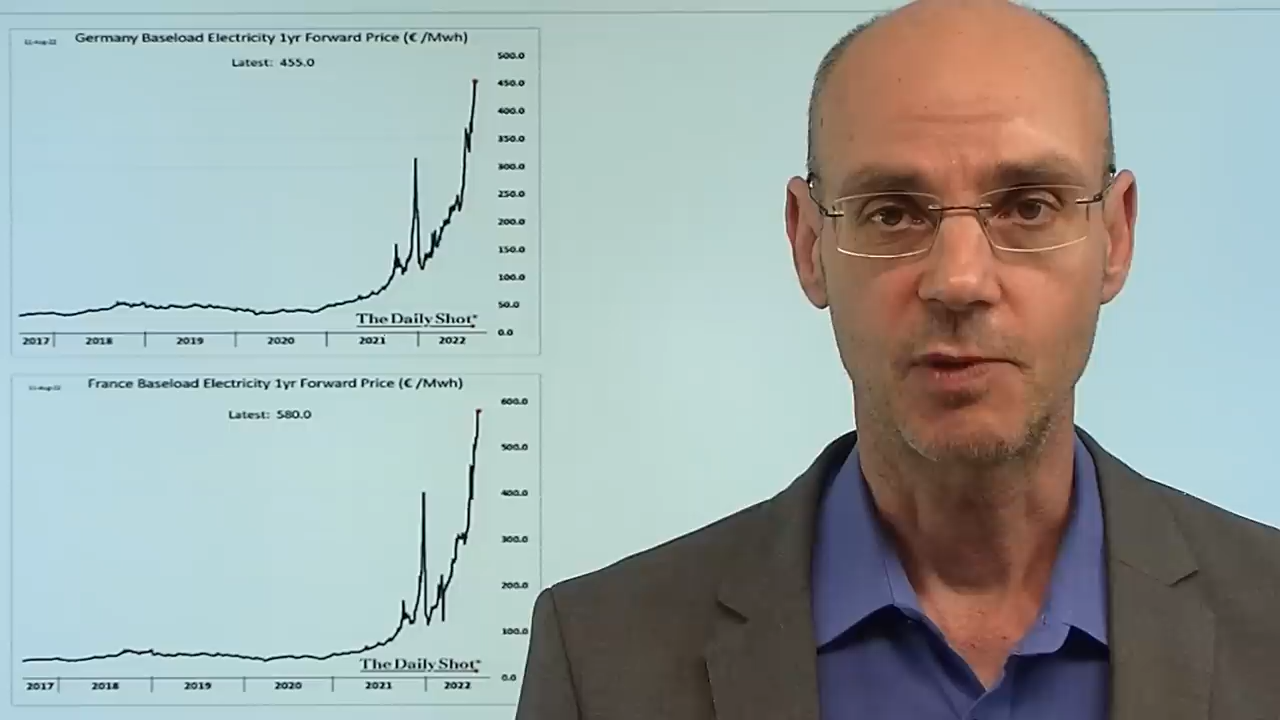 Germany Baseload Electricity 1yr Forward Price (€ /Mwh)
Latest: 455.0
500.0
450.0
400.0
350.0
300.0
250.0
200.0
150.0
100.0
50.0
0.0
The Daily Shot
2017 2018 2019 2020 2021 2022
France Baseload Electricity 1yr Forward Price (€ /Mwh)
Latest: 580.0
600.0
500.0
400.0
300.0
200.0
100.0
0.0
The Daily Shot
2017 2018 2019 2020 2021 2022